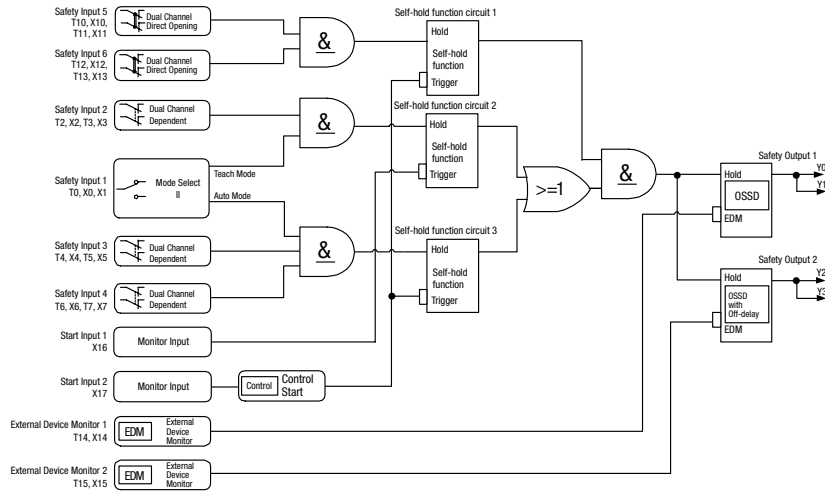 Safety Input 5
T10, X10,
T11, X11
Dual Channel
Direct Opening
Safety Input 6
T12, X12,
T13, X13
Dual Channel
Direct Opening
&
Self-hold function circuit 1
Hold
Self-hold
function
Trigger
Safety Input 2
T2, X2, T3, X3
Dual Channel
Dependent
&
Self-hold function circuit 2
Hold
Self-hold
function
Trigger
Safety Input 1
T0, X0, X1
Mode Select
II
Teach Mode
Auto Mode
>=1
&
Safety Input 3
T4, X4, T5, X5
Dual Channel
Dependent
Safety Input 4
T6, X6, T7, X7
Dual Channel
Dependent
&
Self-hold function circuit 3
Hold
Self-hold
function
Trigger
Safety Output 1
Hold
OSSD
EDM
Y0
Y1
Safety Output 2
Hold
OSSD
with
Off-delay
EDM
Y2
Y3
Start Input 1
X16
Monitor Input
Start Input 2
X17
Monitor Input
Control
Control
Start
External Device Monitor 1
T14, X14
EDM
External
Device
Monitor
External Device Monitor 2
T15, X15
EDM
External
Device
Monitor